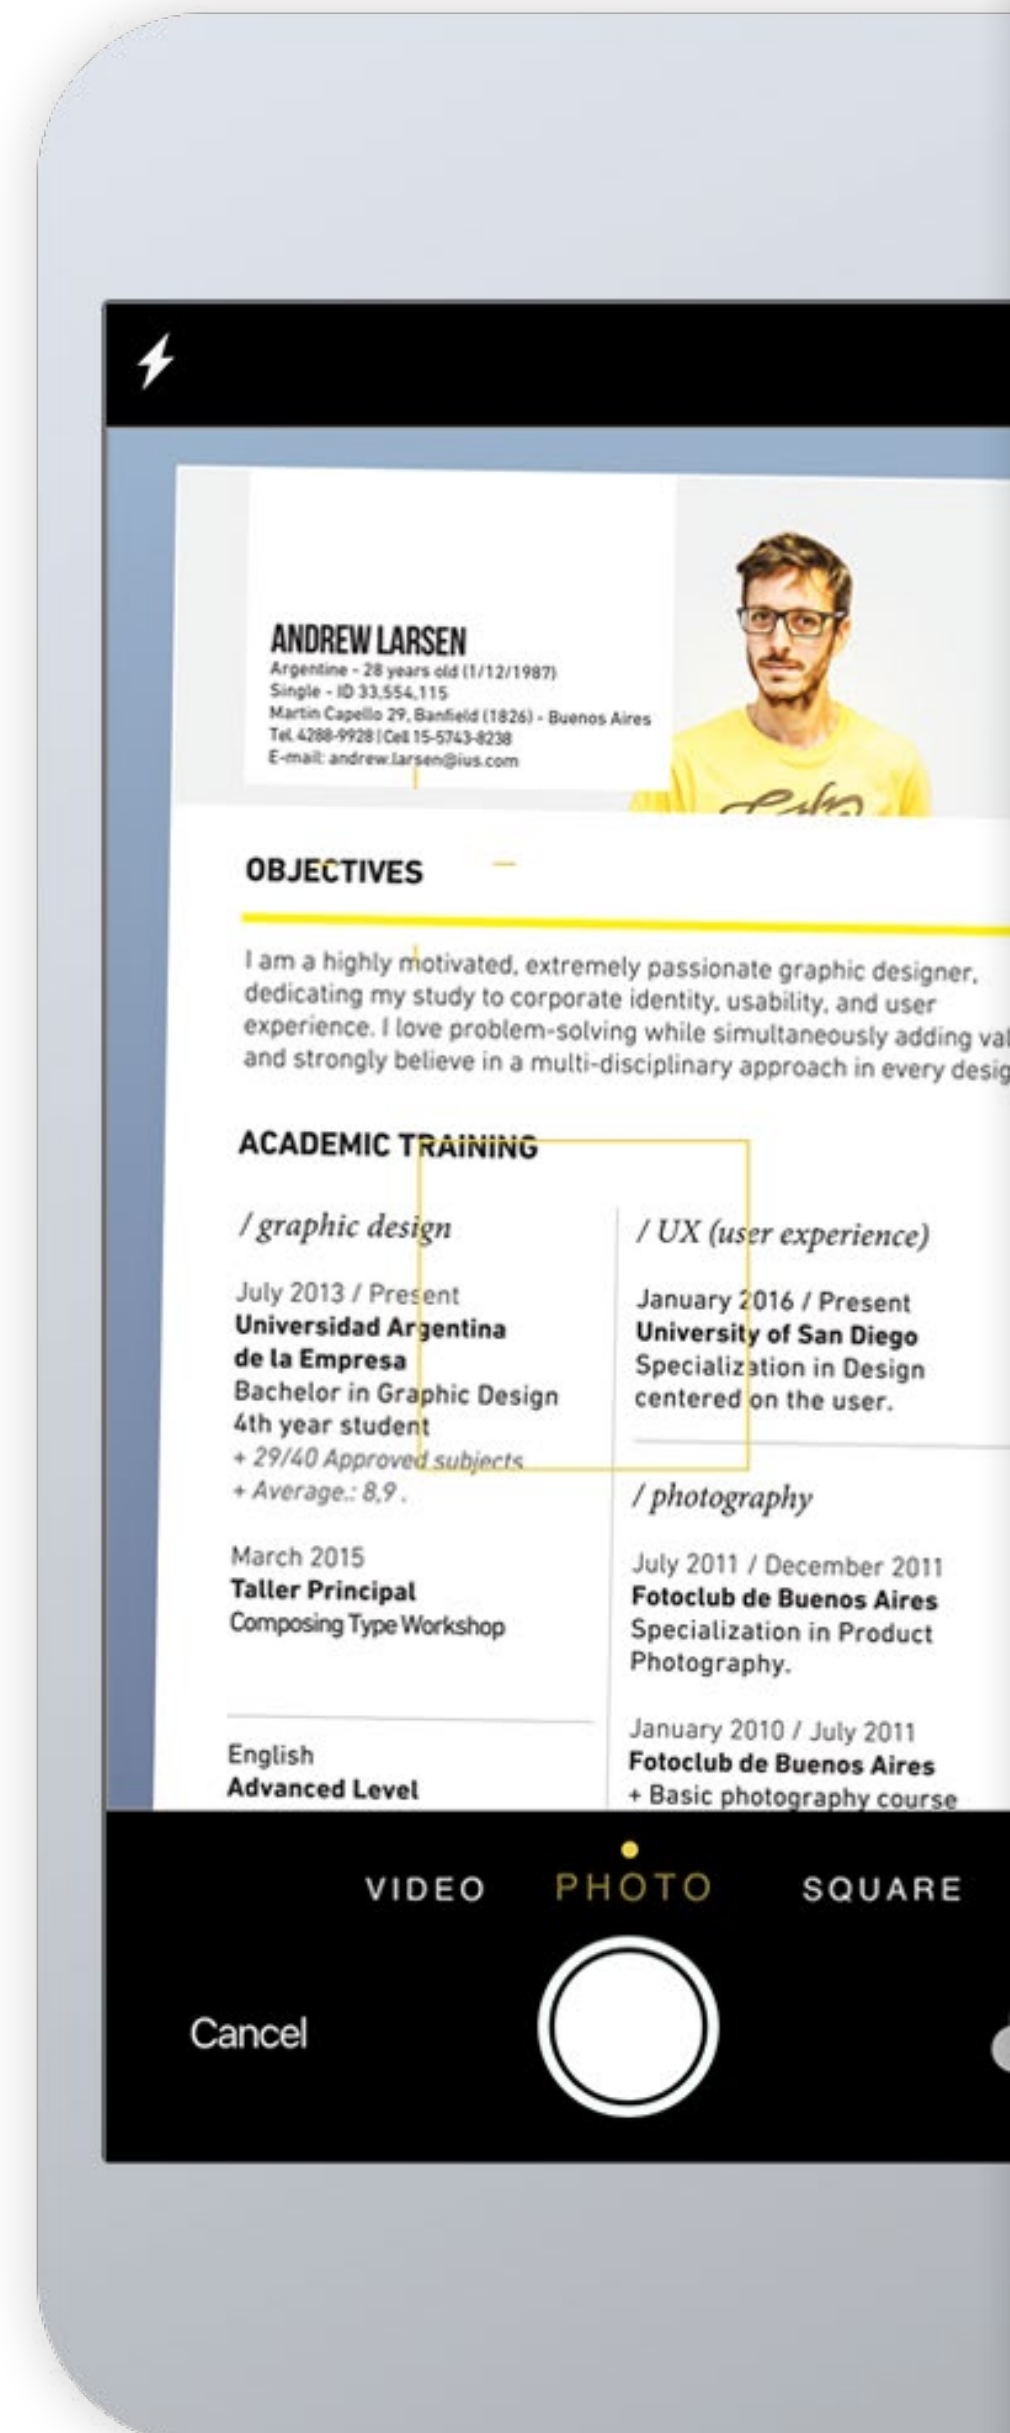 ANDREW LARSEN
Argentine - 28 years old (1/12/1987)
Single - ID 33,554,115
Martin Capello 29, Banfield (1826) - Buenos Aires
Tel. 4288-9928 | Cell 15-5743-8238
E-mail: andrew.larsen@ius.com
OBJECTIVES
I am a highly motivated, extremely passionate graphic designer,
dedicating my study to corporate identity, usability, and user
experience. I love problem-solving while simultaneously adding val
and strongly believe in a multi-disciplinary approach in every desig
ACADEMIC TRAINING
/ graphic design
July 2013 / Present
Universidad Argentina
de la Empresa
Bachelor in Graphic Design
4th year student
+ 29/40 Approved subjects
+ Average.: 8,9 .
March 2015
Taller Principal
Composing Type Workshop
English
Advanced Level
/ UX (user experience)
January 2016 / Present
University of San Diego
Specialization in Design
centered on the user.
/ photography
July 2011 / December 2011
Fotoclub de Buenos Aires
Specialization in Product
Photography.
January 2010 / July 2011
Fotoclub de Buenos Aires
+ Basic photography course
VIDEO PHOTO SQUARE
Cancel